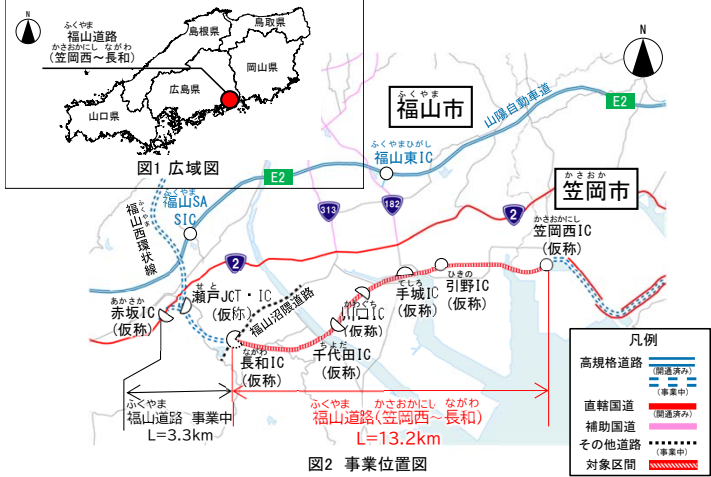 ふくやま
福山道路
かさおかにし ながわ
(笠岡西～長和)
N
島根県
鳥取県
岡山県
広島県
山口県
図1 広域図
N
ふくやま
福山市
山陽自動車道
E2
ふくやまひがし
福山東IC
E2
かさおか
笠岡市
ふくやま
福山SA
SIC
ふくやま
福山西環状線
313
182
2
かさおかにし
笠岡西IC
(仮称)
2
ひきの
引野IC
(仮称)
てしろ
手城IC
(仮称)
かわぐち
川口IC
(仮称)
ちよだ
千代田IC
(仮称)
せと
瀬戸JCT・IC
(仮称)
福山沼隈道路
あかさか
赤坂IC
(仮称)
ながわ
長和IC
(仮称)
ふくやま
福山道路 事業中
L=3.3km
ふくやま かさおかにし ながわ
福山道路(笠岡西～長和)
L=13.2km
図2 事業位置図
凡例
高規格道路
(開通済み)
(事業中)
直轄国道
(開通済み)
補助国道
その他道路
(事業中)
対象区間